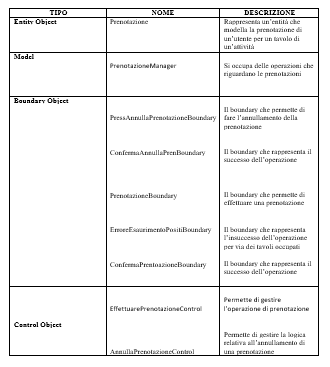 TIPO NOME DESCRIZIONE
Entity Object Prenotazione Rappresenta un'entità che
modella la prenotazione di
un'utente per un tavolo di
un'attività
Model
PrenotazioneManager Si occupa delle operazioni che
riguardano le prenotazioni
Boundary Object
Il boundary che permette di
PressAnnullaPrenotazioneBoundary fare l'annullamento della
prenotazione
ConfermaAnnullaPrenBoundary Il boundary che rappresenta il
successo dell'operazione
PrenotazioneBoundary Il boundary che permette di
effettuare una prenotazione
ErroreEsaurimentoPositiBoundary Il boundary che rappresenta
l'insuccesso dell'operazione
per via dei tavoli occupati
ConfermaPrentoazioneBoundary Il boundary che rappresenta il
successo dell'operazione
EffettuarePrenotazioneControl Permette di gestire
l'operazione di prenotazione
Control Object
Permette di gestire la logica
relativa all'annullamento di
AnnullaPrenotazioneControl una prenotazione